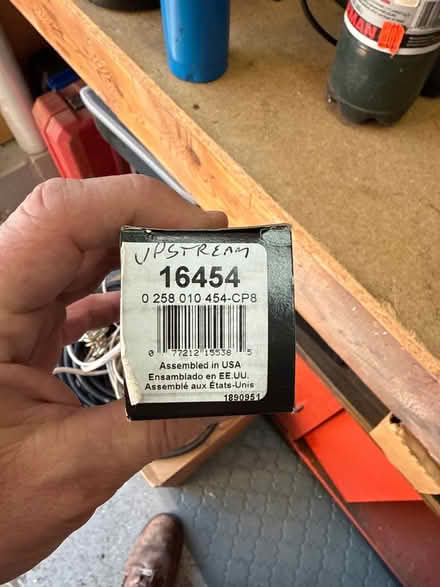 UPSTREAM
16454
0 258 010 454-CP8
0 77212 15538 5
Assembled in USA
Ensamblado en EE.UU.
Assemblé aux États-Unis
1890951
MAN